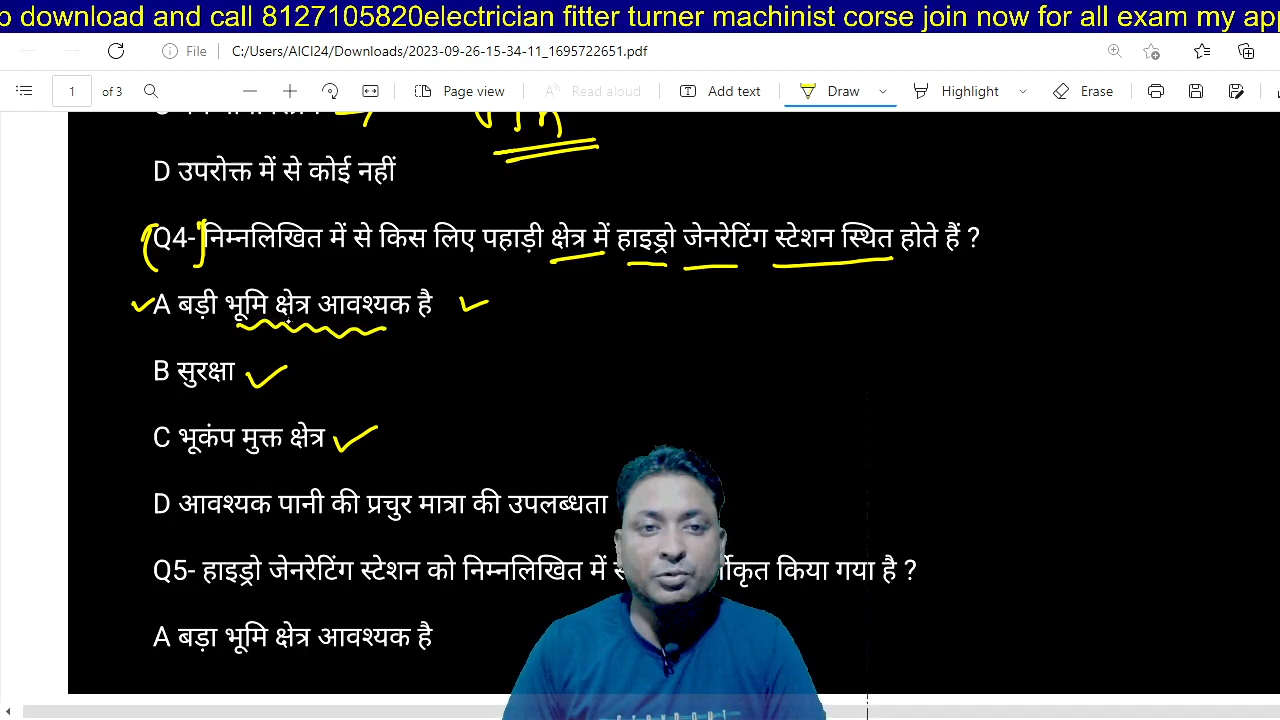 o download and call 8127105820electrician fitter turner machinist corse join now for all exam my ap
File C:/Users/AICI24/Downloads/2023-09-26-15-34-11_1695722651.pdf
1 of 3 Page view Read aloud Add text Draw Highlight Erase
D उपरोक्त में से कोई नहीं
Q4- निम्नलिखित में से किस लिए पहाड़ी क्षेत्र में हाइड्रो जेनरेटिंग स्टेशन स्थित होते हैं ?
A बड़ी भूमि क्षेत्र आवश्यक है
B सुरक्षा
C भूकंप मुक्त क्षेत्र
D आवश्यक पानी की प्रचुर मात्रा की उपलब्धता
Q5- हाइड्रो जेनरेटिंग स्टेशन को निम्नलिखित में किया गया है ?
A बड़ा भूमि क्षेत्र आवश्यक है